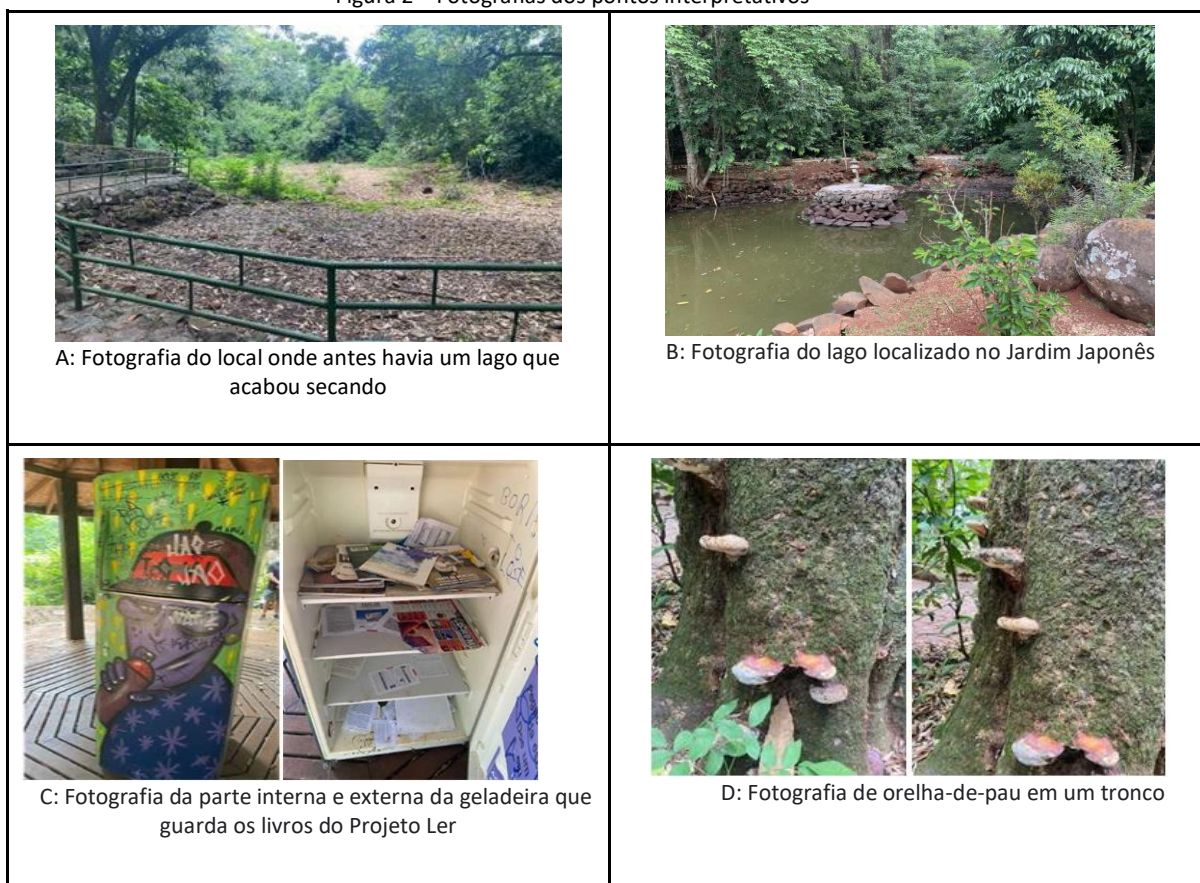 Figura 2 – Fotografias dos pontos interpretativos
A: Fotografia do local onde antes havia um lago que
acabou secando
B: Fotografia do lago localizado no Jardim Japonês
C: Fotografia da parte interna e externa da geladeira que
guarda os livros do Projeto Ler
D: Fotografia de orelha-de-pau em um tronco